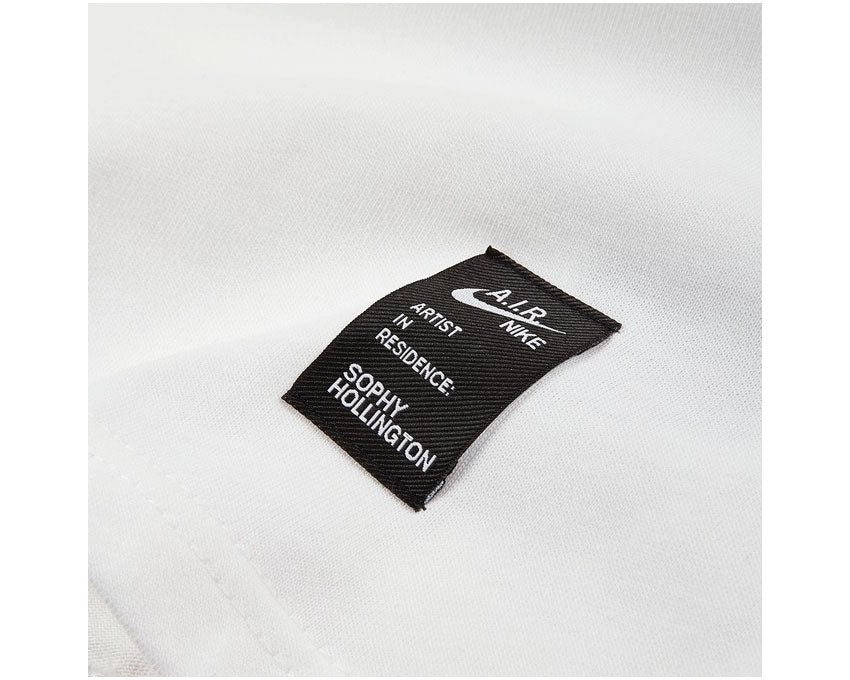 A.I.R.
NIKE
ARTIST
IN
RESIDENCE:
SOPHY
HOLLINGTON